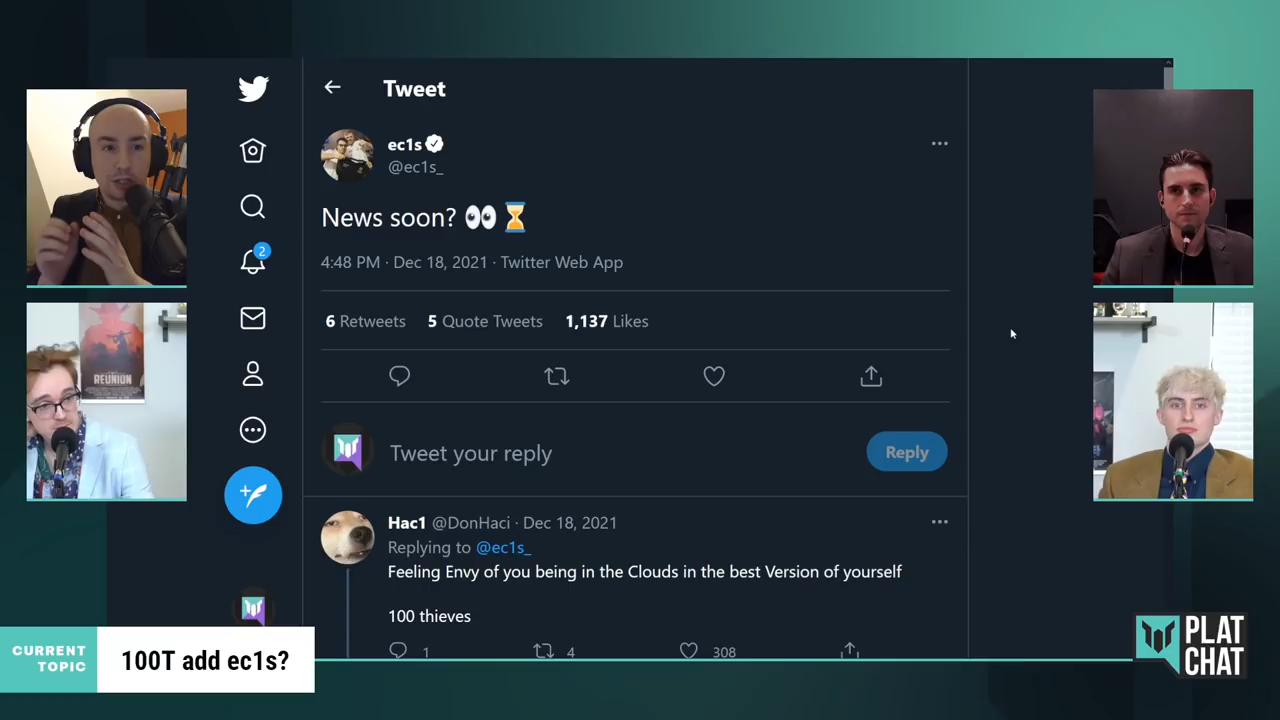 Tweet
ec1s
@ec1s_
News soon? 👀⏳
4:48 PM · Dec 18, 2021 · Twitter Web App
6 Retweets 5 Quote Tweets 1,137 Likes
2
Tweet your reply
Reply
Hac1 @DonHaci · Dec 18, 2021
Replying to @ec1s_
Feeling Envy of you being in the Clouds in the best Version of yourself
100 thieves
1 4 308
REUNION
CURRENT
TOPIC
100T add ec1s?
PLAT
CHAT